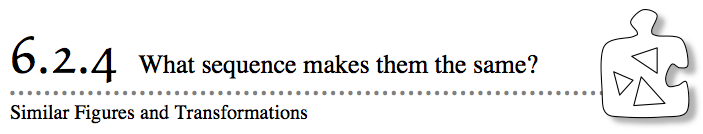 6.2.4 What sequence makes them the same?
Similar Figures and Transformations